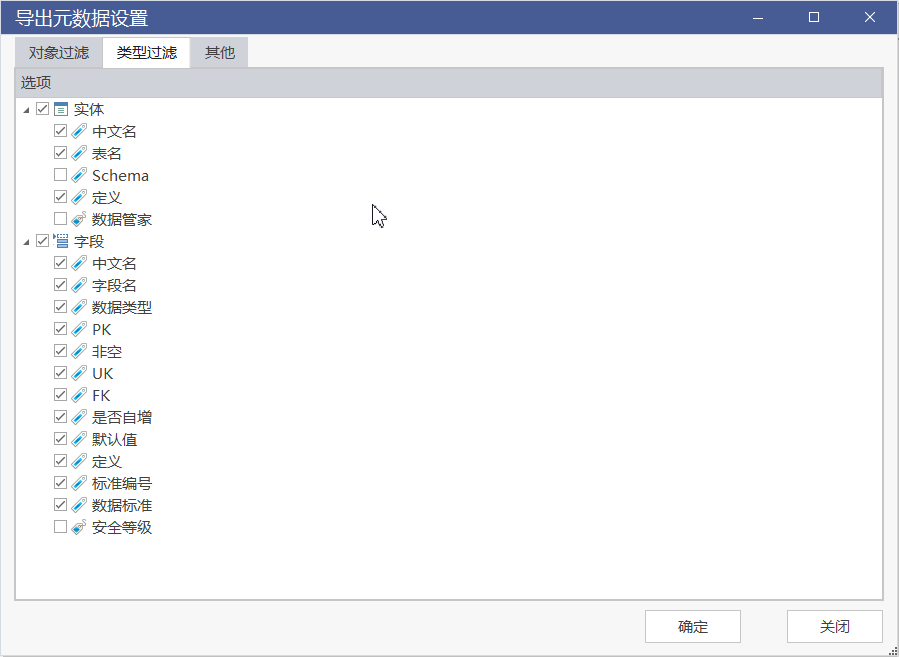 导出元数据设置
对象过滤 类型过滤 其他
选项
实体
中文名
表名
Schema
定义
数据管家
字段
中文名
字段名
数据类型
PK
非空
UK
FK
是否自增
默认值
定义
标准编号
数据标准
安全等级
确定 关闭